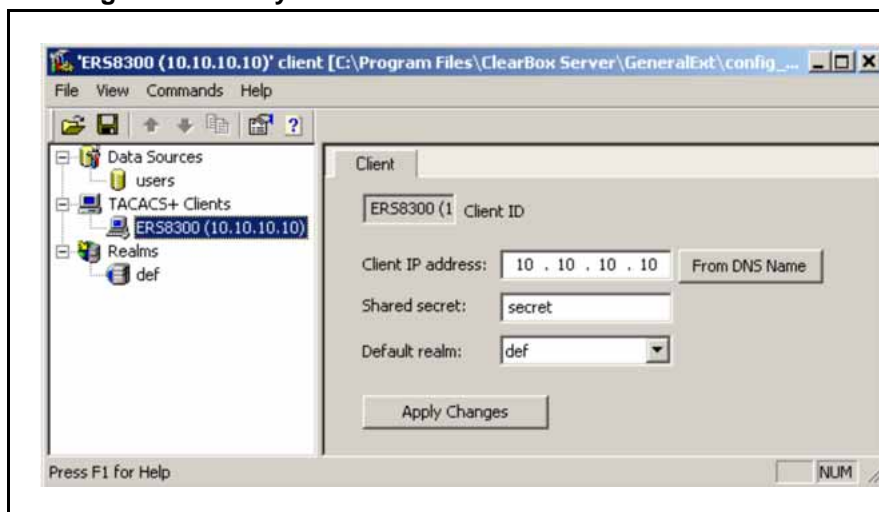 'ERS8300 (10.10.10.10)' client [C:\Program Files\ClearBox Server\GeneralExt\config_...
File View Commands Help
Data Sources
users
TACACS+ Clients
ERS8300 (10.10.10.10)
Realms
def
Client
ERS8300 (1 Client ID
Client IP address: 10 . 10 . 10 . 10 From DNS Name
Shared secret: secret
Default realm: def
Apply Changes
Press F1 for Help NUM